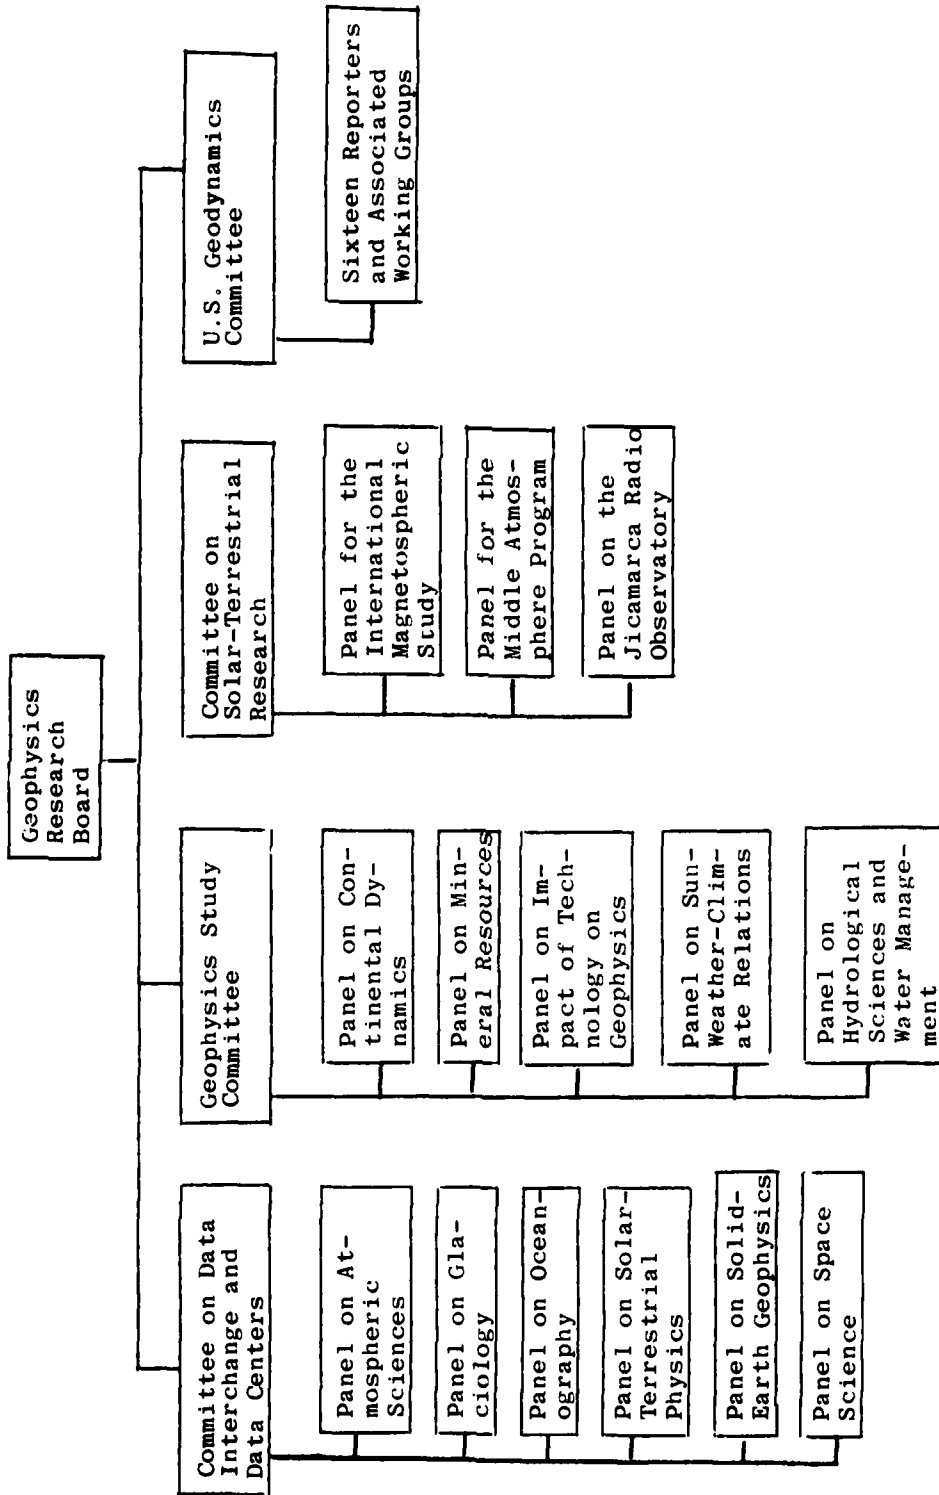 Geophysics
Research
Board
Committee on Data
Interchange and
Data Centers
Panel on At-
mospheric
Sciences
Panel on Gla-
ciology
Panel on Ocean-
ography
Panel on Solar-
Terrestrial
Physics
Panel on Solid-
Earth Geophysics
Panel on Space
Science
Geophysics Study
Committee
Panel on Con-
tinental Dy-
namics
Panel on Min-
eral Resources
Panel on Im-
pact of Tech-
nology on
Geophysics
Panel on Sun-
Weather-Clim-
ate Relations
Panel on
Hydrological
Sciences and
Water Manage-
ment
Committee on
Solar-Terrestrial
Research
Panel for the
International
Magnetospheric
Study
Panel for the
Middle Atmos-
phere Program
Panel on the
Jicamarca Radio
Observatory
U.S. Geodynamics
Committee
Sixteen Reporters
and Associated
Working Groups